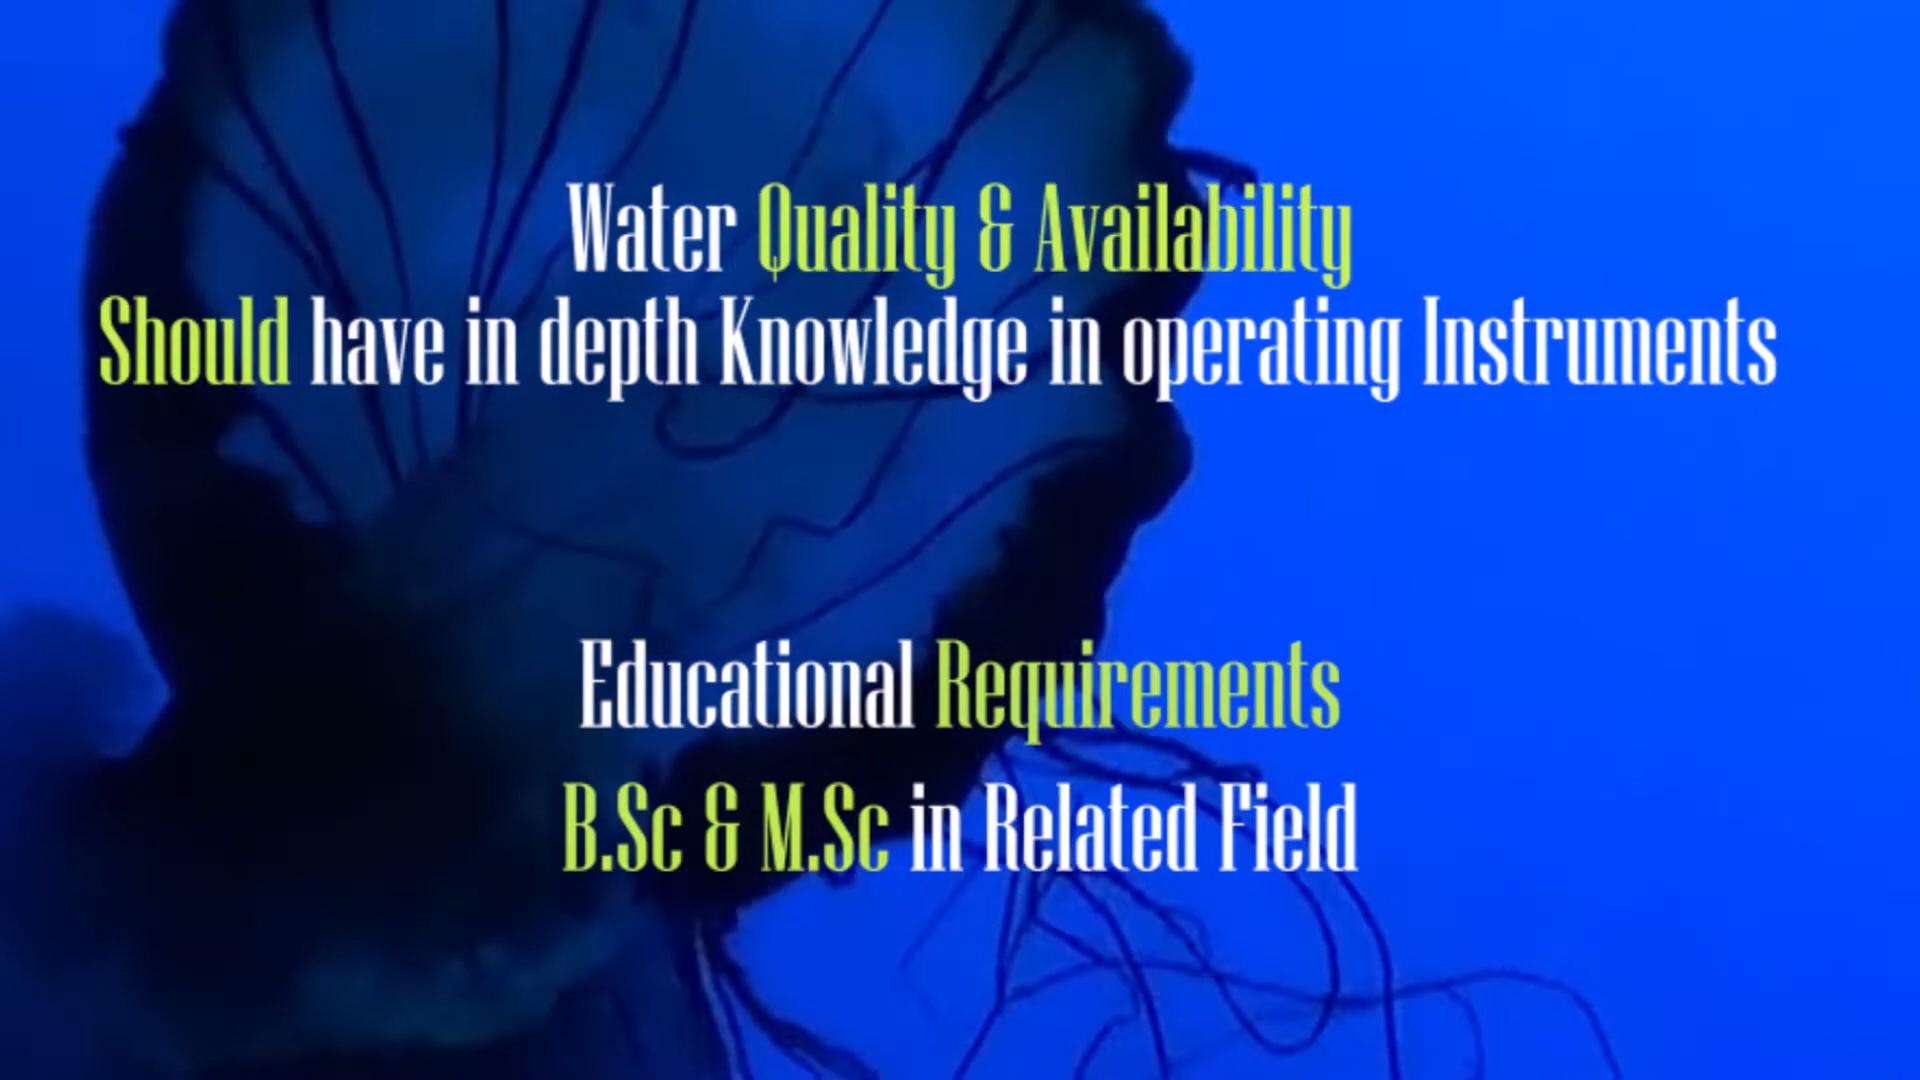 Water Quality & Availability
Should have in depth Knowledge in operating Instruments
Educational Requirements
B.Sc & M.Sc in Related Field